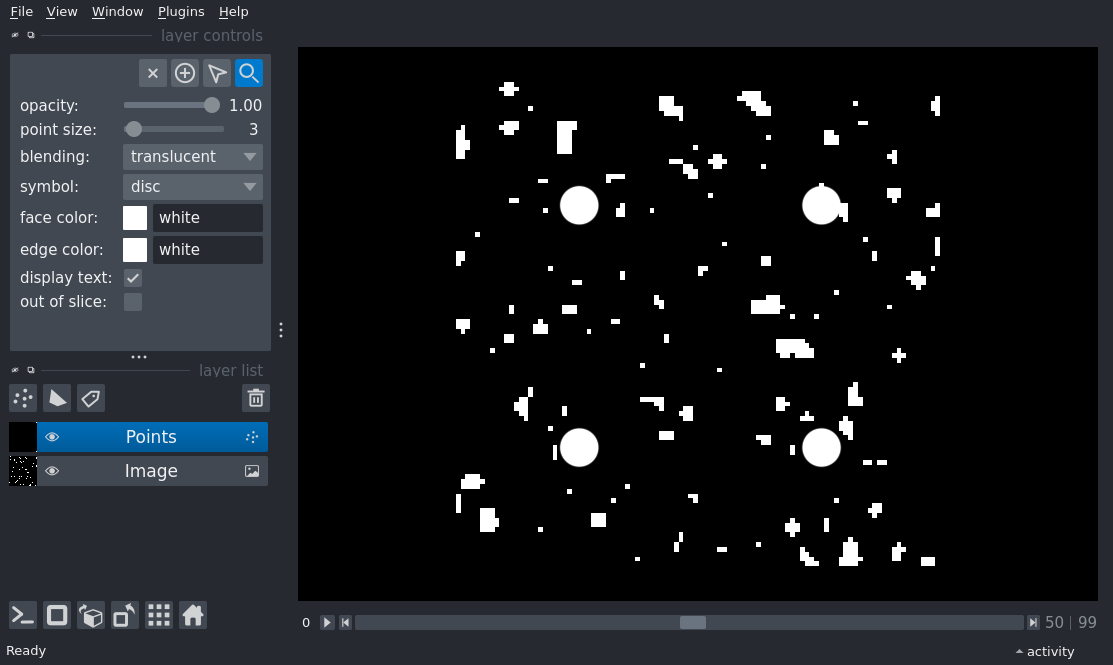 File View Window Plugins Help
layer controls
opacity: 1.00
point size: 3
blending: translucent
symbol: disc
face color: white
edge color: white
display text:
out of slice:
layer list
Points
Image
0 50 | 99
Ready activity